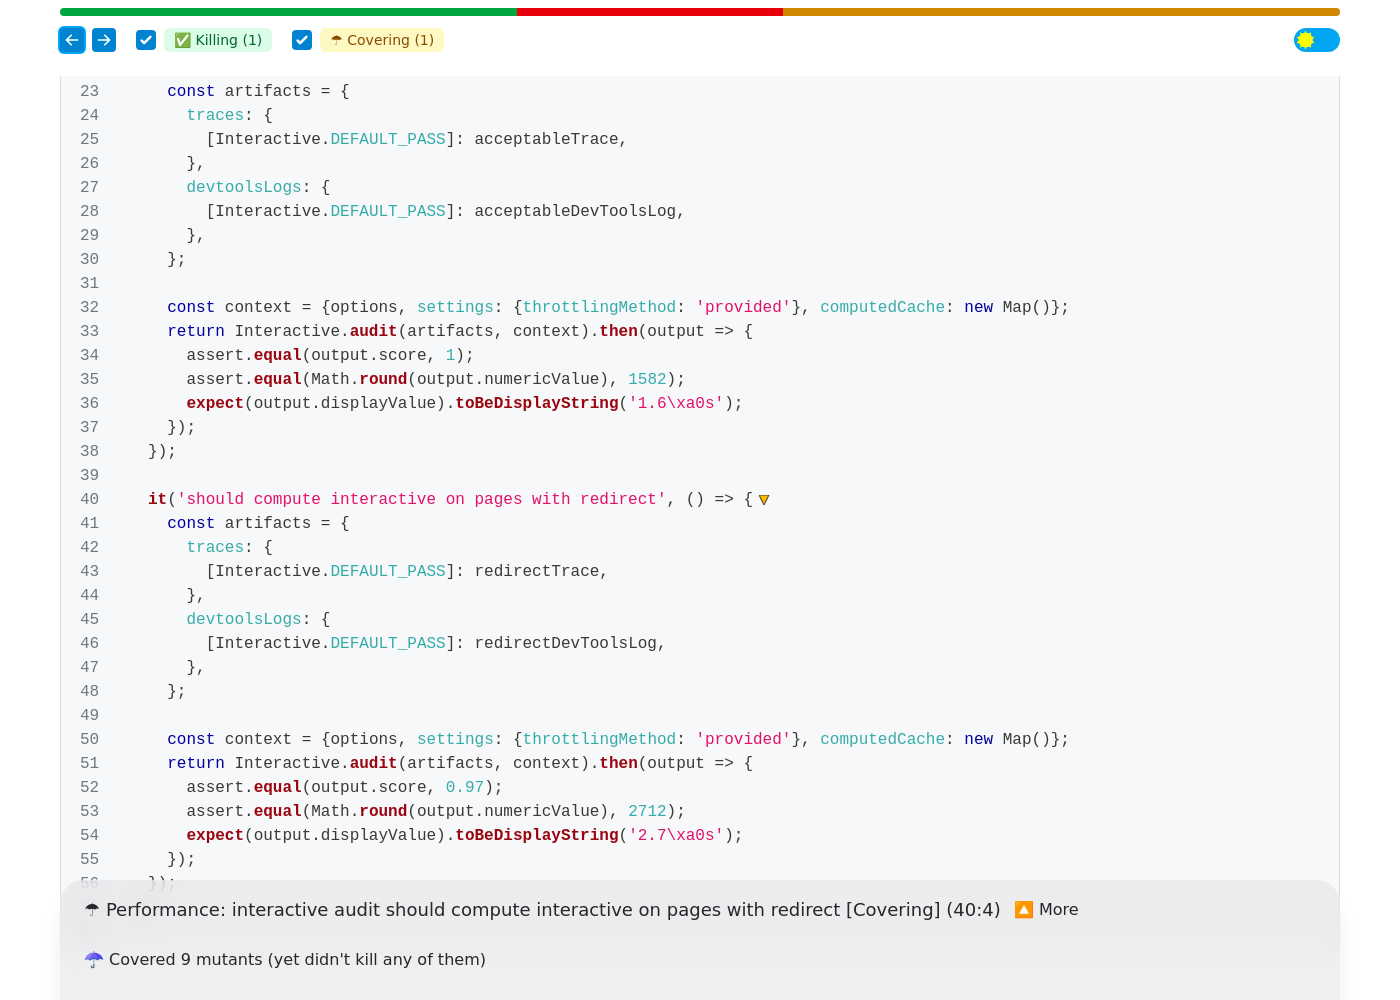 ✅ Killing (1) ☂ Covering (1)
23 const artifacts = {
24 traces: {
25 [Interactive.DEFAULT_PASS]: acceptableTrace,
26 },
27 devtoolsLogs: {
28 [Interactive.DEFAULT_PASS]: acceptableDevToolsLog,
29 },
30 };
31
32 const context = {options, settings: {throttlingMethod: 'provided'}, computedCache: new Map()};
33 return Interactive.audit(artifacts, context).then(output => {
34 assert.equal(output.score, 1);
35 assert.equal(Math.round(output.numericValue), 1582);
36 expect(output.displayValue).toBeDisplayString('1.6\xa0s');
37 });
38 });
39
40 it('should compute interactive on pages with redirect', () => {
41 const artifacts = {
42 traces: {
43 [Interactive.DEFAULT_PASS]: redirectTrace,
44 },
45 devtoolsLogs: {
46 [Interactive.DEFAULT_PASS]: redirectDevToolsLog,
47 },
48 };
49
50 const context = {options, settings: {throttlingMethod: 'provided'}, computedCache: new Map()};
51 return Interactive.audit(artifacts, context).then(output => {
52 assert.equal(output.score, 0.97);
53 assert.equal(Math.round(output.numericValue), 2712);
54 expect(output.displayValue).toBeDisplayString('2.7\xa0s');
55 });
56 });
☂ Performance: interactive audit should compute interactive on pages with redirect [Covering] (40:4) 🔼 More
☂️ Covered 9 mutants (yet didn't kill any of them)